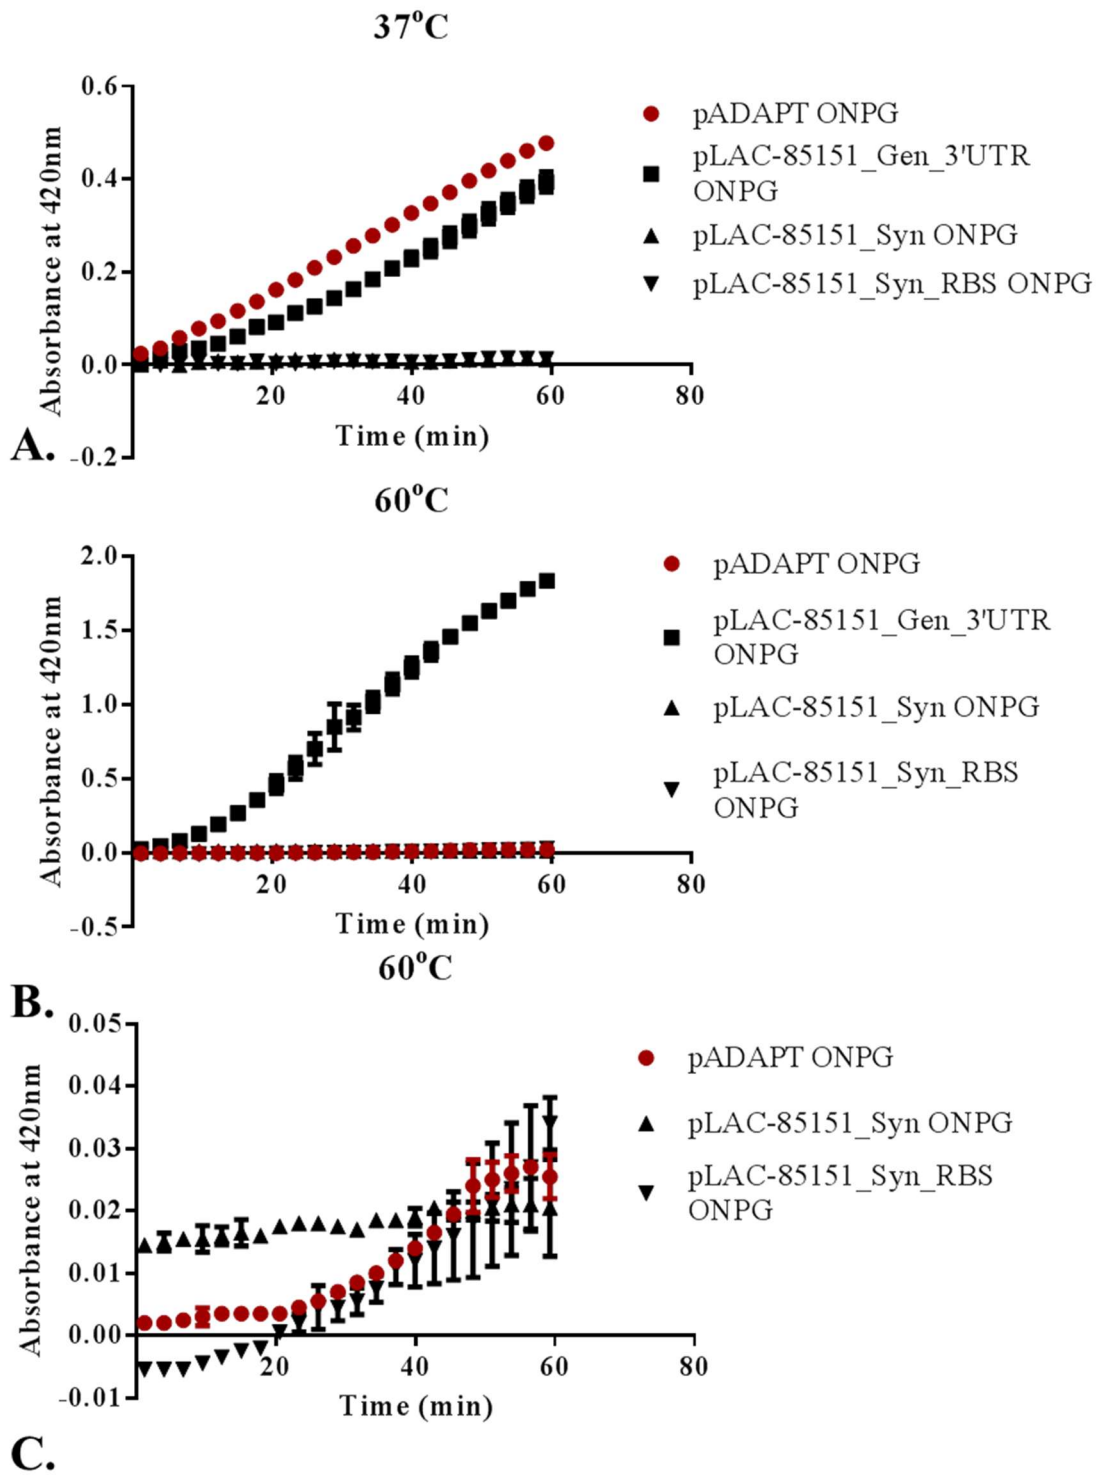 37°C
0.6
0.4
0.2
0.0
-0.2
20
40
60
80
Absorbance at 420nm
Time (min)
pADAPT ONPG
pLAC-85151_Gen_3'UTR
ONPG
pLAC-85151_Syn ONPG
pLAC-85151_Syn_RBS ONPG
A.
60°C
2.0
1.5
1.0
0.5
0.0
-0.5
20
40
60
80
Absorbance at 420nm
Time (min)
pADAPT ONPG
pLAC-85151_Gen_3'UTR
ONPG
pLAC-85151_Syn ONPG
pLAC-85151_Syn_RBS
ONPG
B.
60°C
0.05
0.04
0.03
0.02
0.01
0.00
-0.01
20
40
60
80
Absorbance at 420nm
Time (min)
pADAPT ONPG
pLAC-85151_Syn ONPG
pLAC-85151_Syn_RBS
ONPG
C.